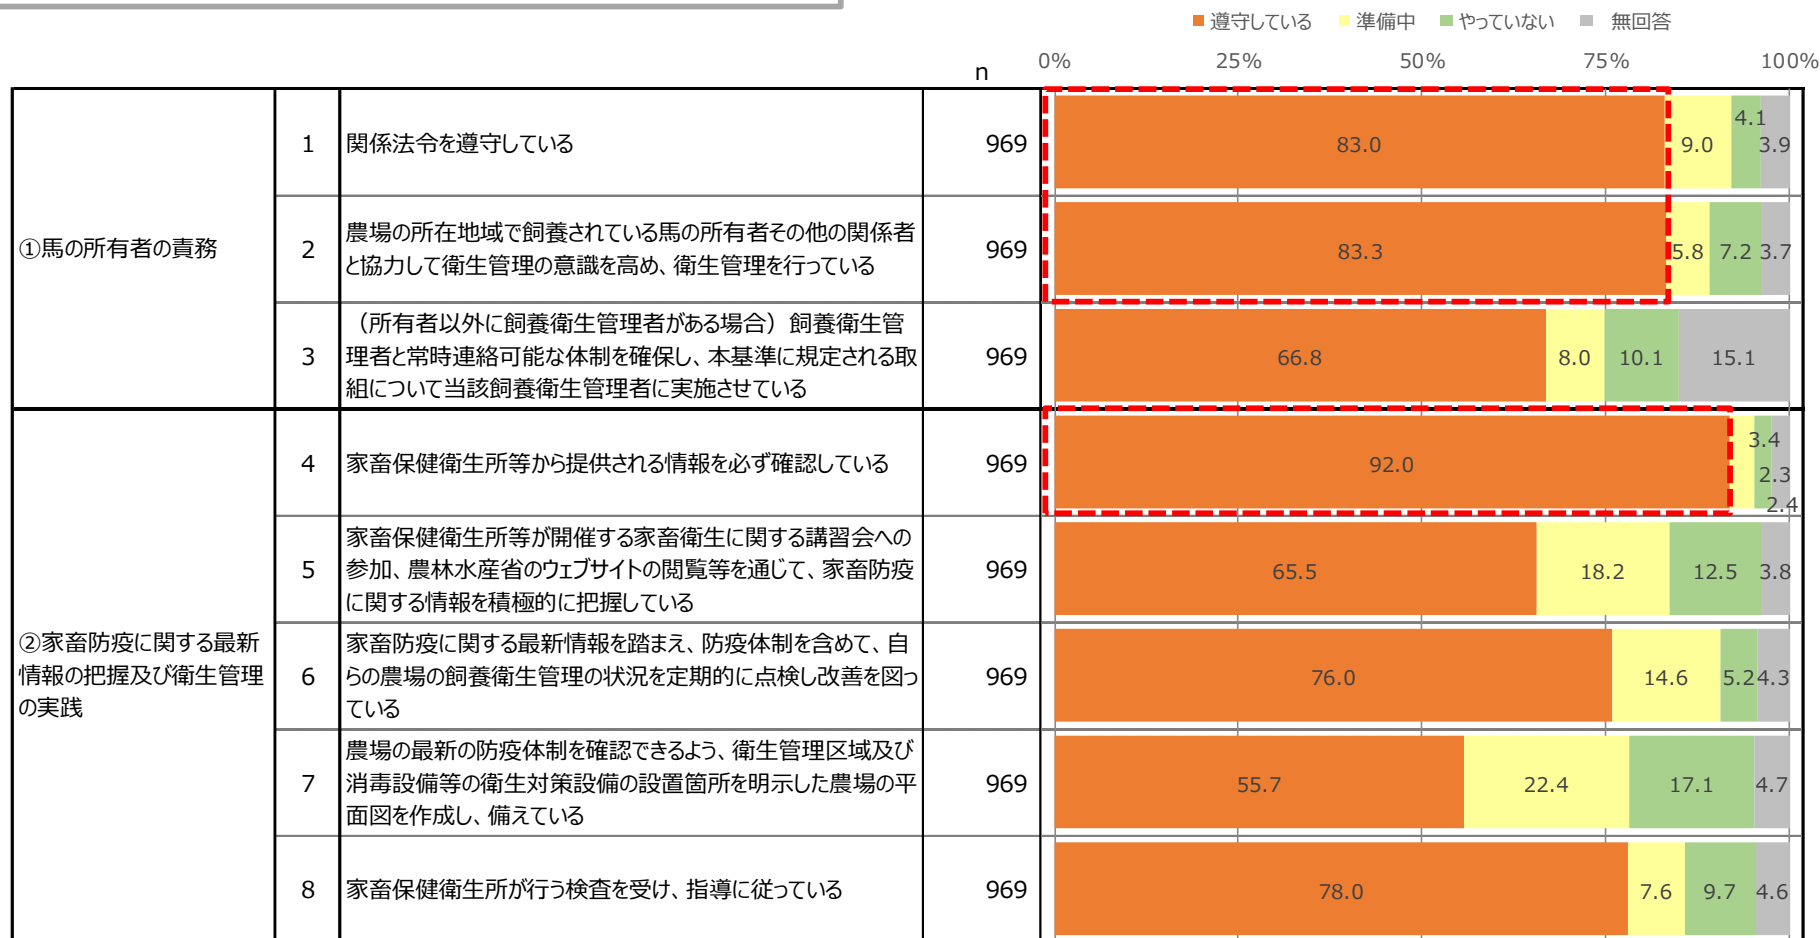 遵守している 準備中 やっていない 無回答
n 0% 25% 50% 75% 100%
①馬の所有者の責務
1 関係法令を遵守している 969 83.0 9.0 4.1 3.9
2 農場の所在地域で飼養されている馬の所有者その他の関係者
と協力して衛生管理の意識を高め、衛生管理を行っている 969 83.3 5.8 7.2 3.7
3 （所有者以外に飼養衛生管理者がある場合）飼養衛生管
理者と常時連絡可能な体制を確保し、本基準に規定される取
組について当該飼養衛生管理者に実施させている 969 66.8 8.0 10.1 15.1
②家畜防疫に関する最新
情報の把握及び衛生管理
の実践
4 家畜保健衛生所等から提供される情報を必ず確認している 969 92.0 3.4 2.3 2.4
5 家畜保健衛生所等が開催する家畜衛生に関する講習会への
参加、農林水産省のウェブサイトの閲覧等を通じて、家畜防疫
に関する情報を積極的に把握している 969 65.5 18.2 12.5 3.8
6 家畜防疫に関する最新情報を踏まえ、防疫体制を含めて、自
らの農場の飼養衛生管理の状況を定期的に点検し改善を図っ
ている 969 76.0 14.6 5.2 4.3
7 農場の最新の防疫体制を確認できるよう、衛生管理区域及び
消毒設備等の衛生対策設備の設置箇所を明示した農場の平
面図を作成し、備えている 969 55.7 22.4 17.1 4.7
8 家畜保健衛生所が行う検査を受け、指導に従っている 969 78.0 7.6 9.7 4.6